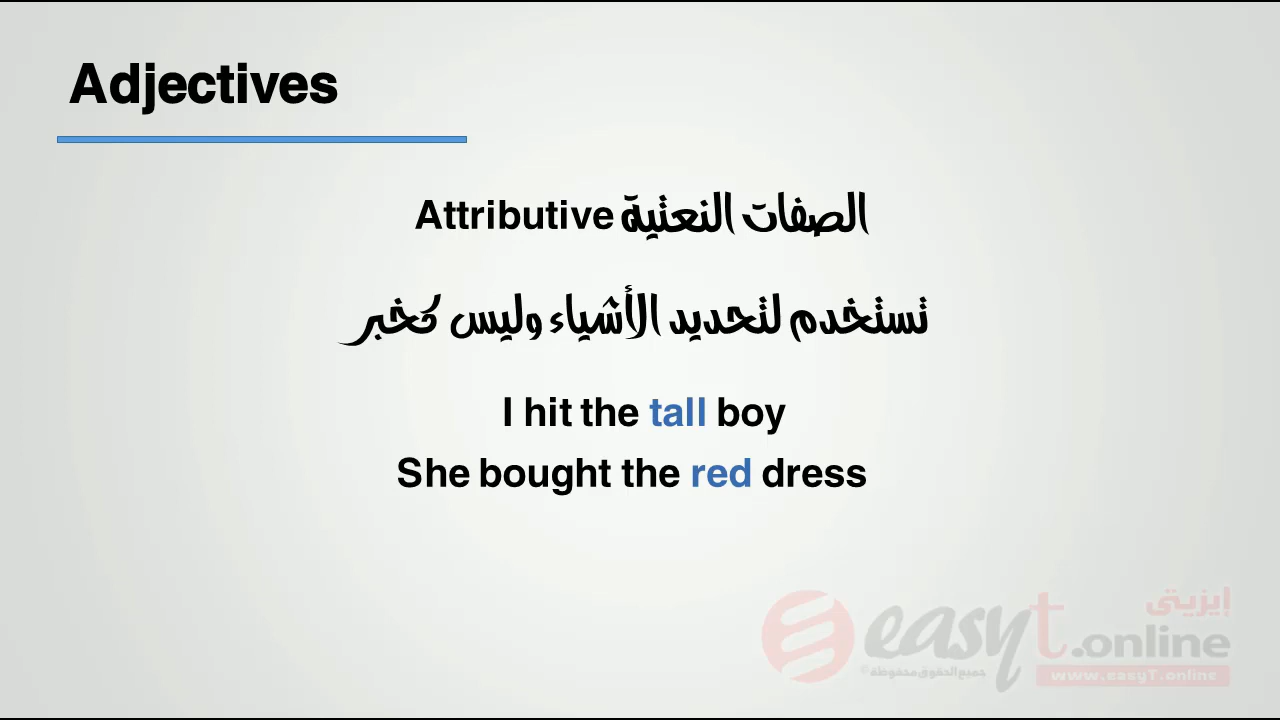 Adjectives
الصفات النعتية Attributive
تستخدم لتحديد الأشياء وليس كخبر
I hit the tall boy
She bought the red dress
إيزيتى
easyT.online
جميع الحقوق محفوظة ©
www.easyT.online